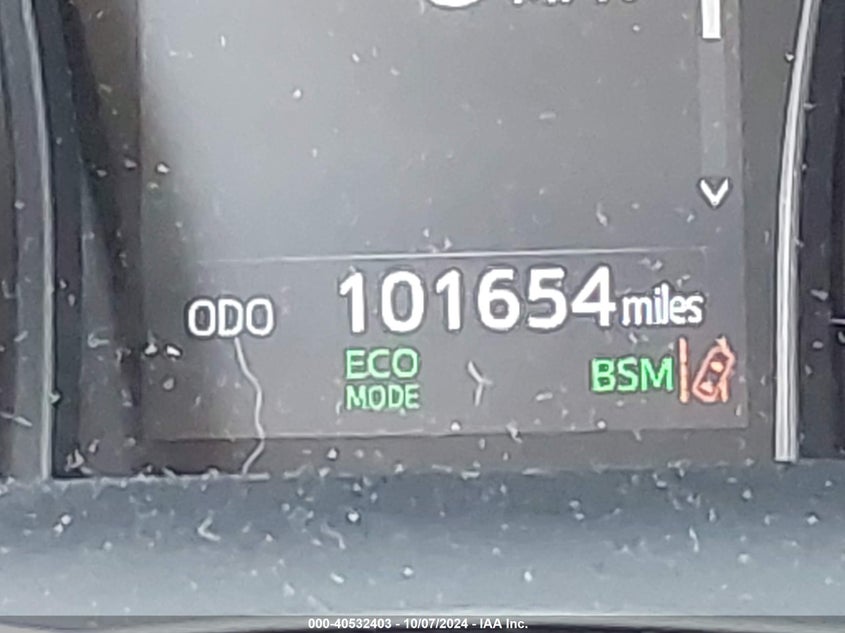 ODO 101654 miles
ECO BSM
MODE
000-40532403 - 10/07/2024 - IAA Inc.